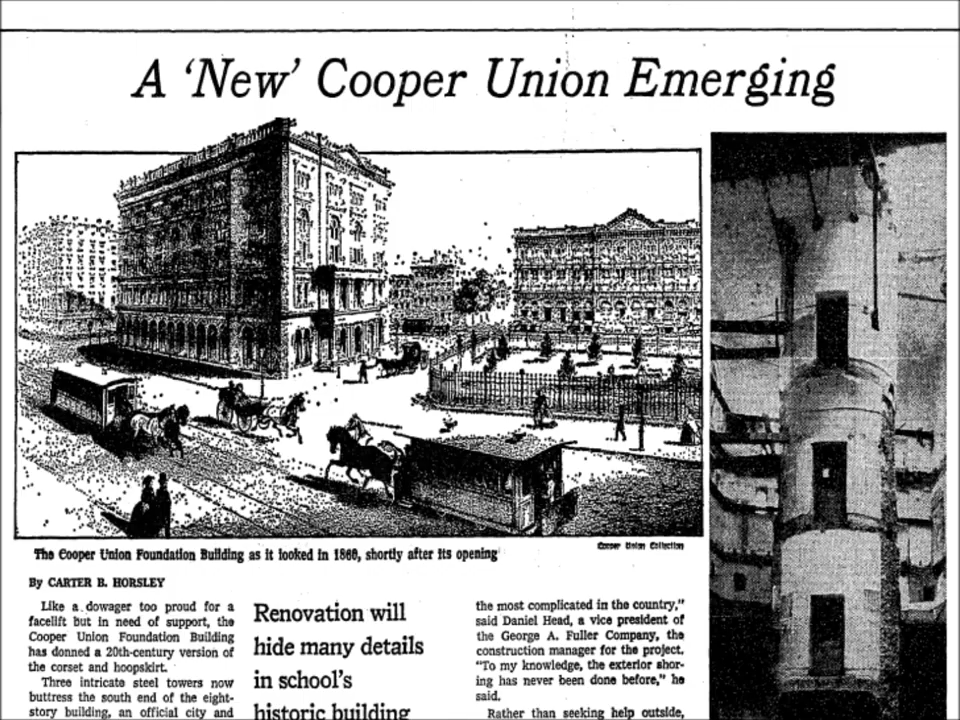 A 'New' Cooper Union Emerging
The Cooper Union Foundation Building as it looked in 1860, shortly after its opening
Cooper Union Collection
By CARTER B. HORSLEY
Like a dowager too proud for a
facelift but in need of support, the
Cooper Union Foundation Building
has donned a 20th-century version of
the corset and hoopskirt.
Three intricate steel towers now
buttress the south end of the eight-
story building, an official city and
Renovation will
hide many details
in school's
historic building
the most complicated in the country,"
said Daniel Head, a vice president of
the George A. Fuller Company, the
construction manager for the project.
"To my knowledge, the exterior shor-
ing has never been done before," he
said.
Rather than seeking help outside,